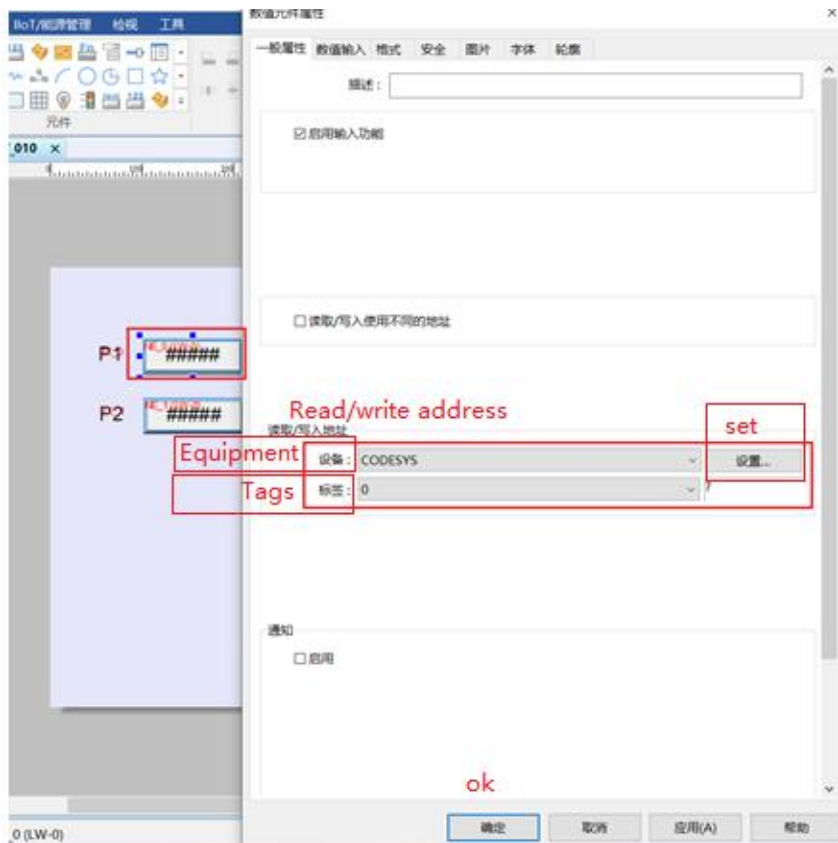 数值元件属性
IIoT/能源管理 检视 工具
一般属性 数值输入 格式 安全 图片 字体 轮廓
描述：
元件
启用输入功能
_010
读取/写入使用不同的地址
P1 #####
P2 #####
Read/write address
set
读取/写入地址
Equipment 设备： CODESYS 设置...
Tags 标签： 0
通知
启用
ok
确定 取消 应用(A) 帮助
_0 (LW-0)